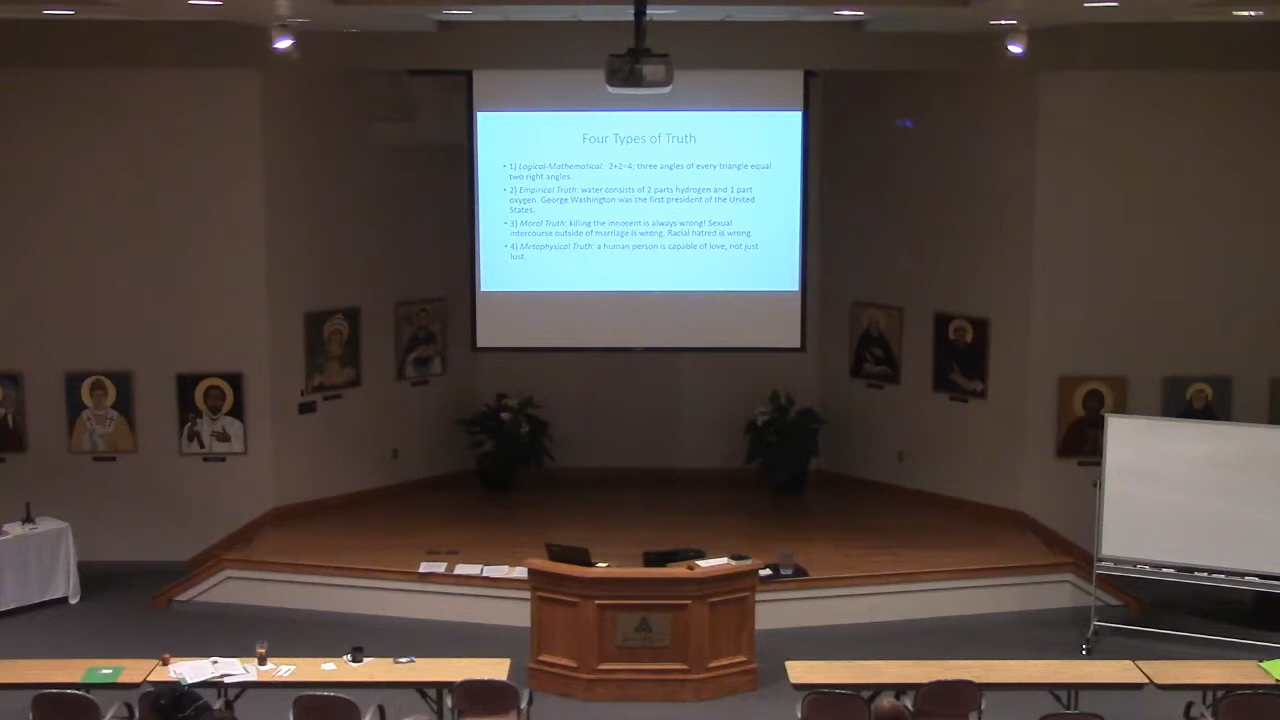 Four Types of Truth
• 1) Logical-Mathematical: 2+2=4; three angles of every triangle equal
two right angles.
• 2) Empirical Truth: water consists of 2 parts hydrogen and 1 part
oxygen. George Washington was the first president of the United
States.
• 3) Moral Truth: killing the innocent is always wrong! Sexual
intercourse outside of marriage is wrong. Racial hatred is wrong.
• 4) Metaphysical Truth: a human person is capable of love, not just
lust.